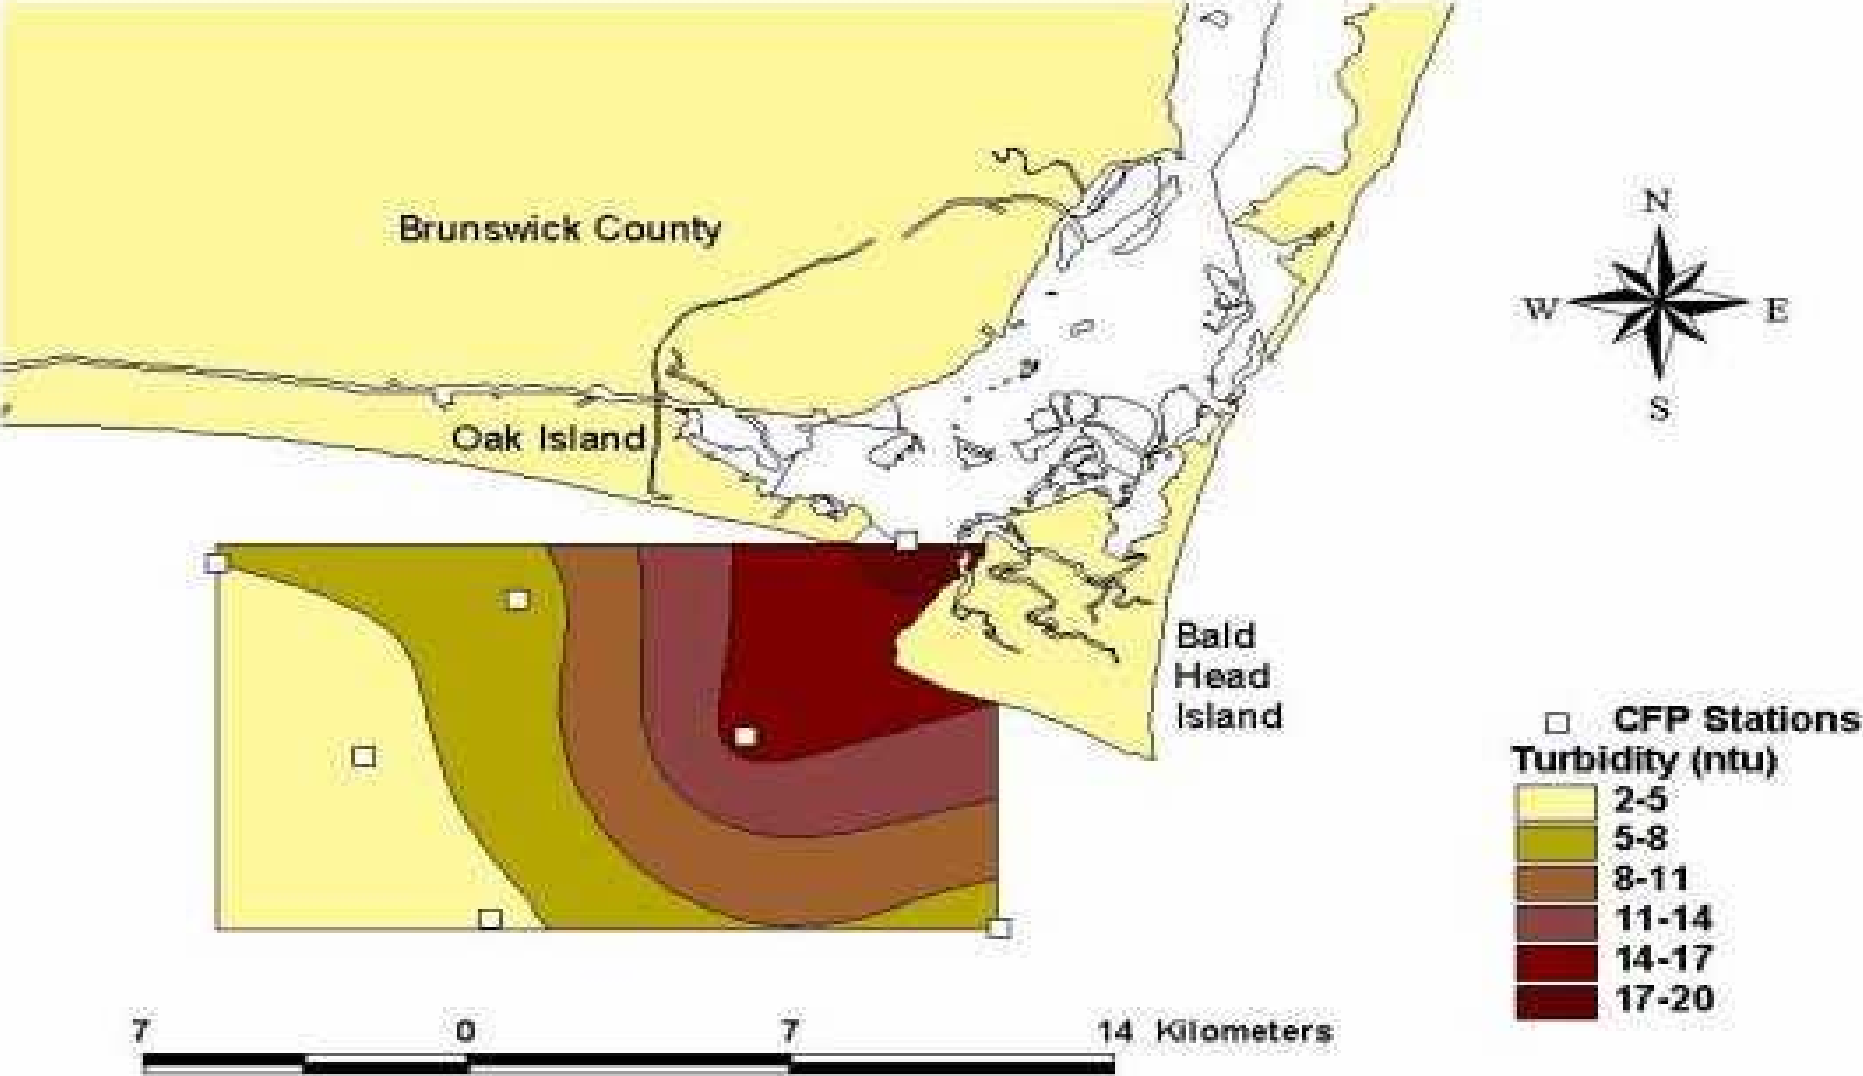 N
Brunswick County
W E
S
Oak Island
Bald
Head
Island
CFP Stations
Turbidity (ntu)
2-5
5-8
8-11
11-14
14-17
17-20
7 0 7 14 Kilometers